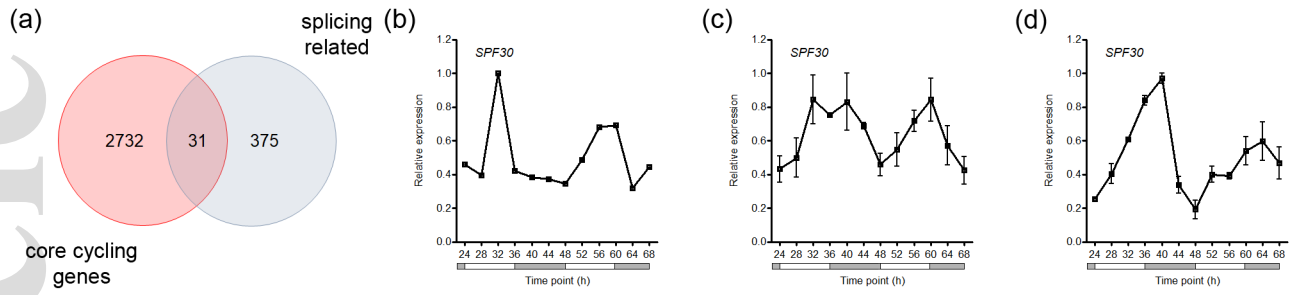 (a)
splicing
related
2732
31
375
core cycling
genes
(b)
SPF30
Relative expression
1.2
1.0
0.8
0.6
0.4
0.2
0.0
24 28 32 36 40 44 48 52 56 60 64 68
Time point (h)
(c)
SPF30
Relative expression
1.2
1.0
0.8
0.6
0.4
0.2
0.0
24 28 32 36 40 44 48 52 56 60 64 68
Time point (h)
(d)
SPF30
Relative expression
1.2
1.0
0.8
0.6
0.4
0.2
0.0
24 28 32 36 40 44 48 52 56 60 64 68
Time point (h)